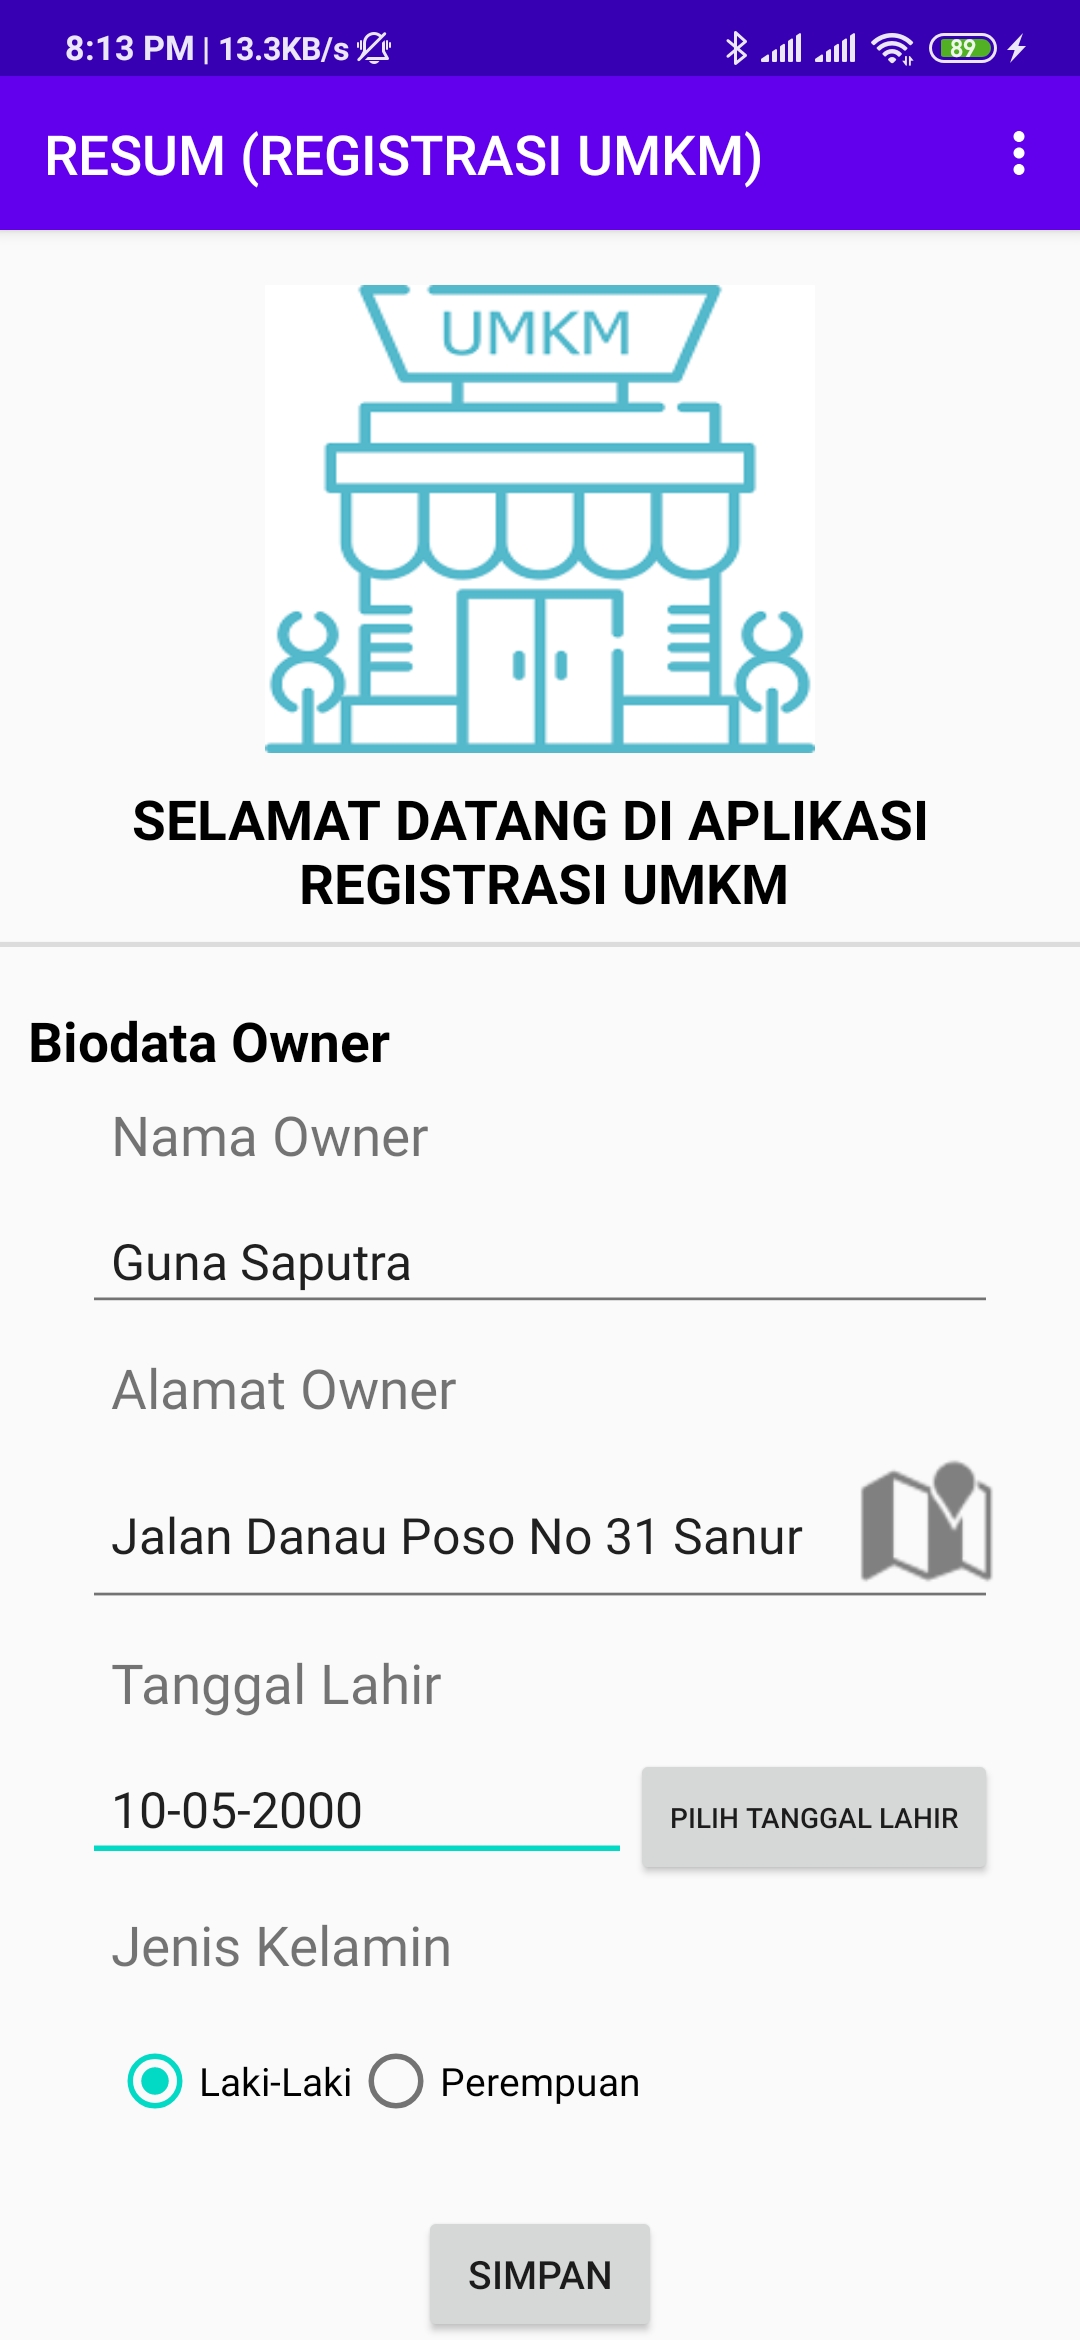 8:13 PM | 13.3KB/s
89
RESUM (REGISTRASI UMKM)
UMKM
SELAMAT DATANG DI APLIKASI
REGISTRASI UMKM
Biodata Owner
Nama Owner
Guna Saputra
Alamat Owner
Jalan Danau Poso No 31 Sanur
Tanggal Lahir
10-05-2000
PILIH TANGGAL LAHIR
Jenis Kelamin
Laki-Laki
Perempuan
SIMPAN